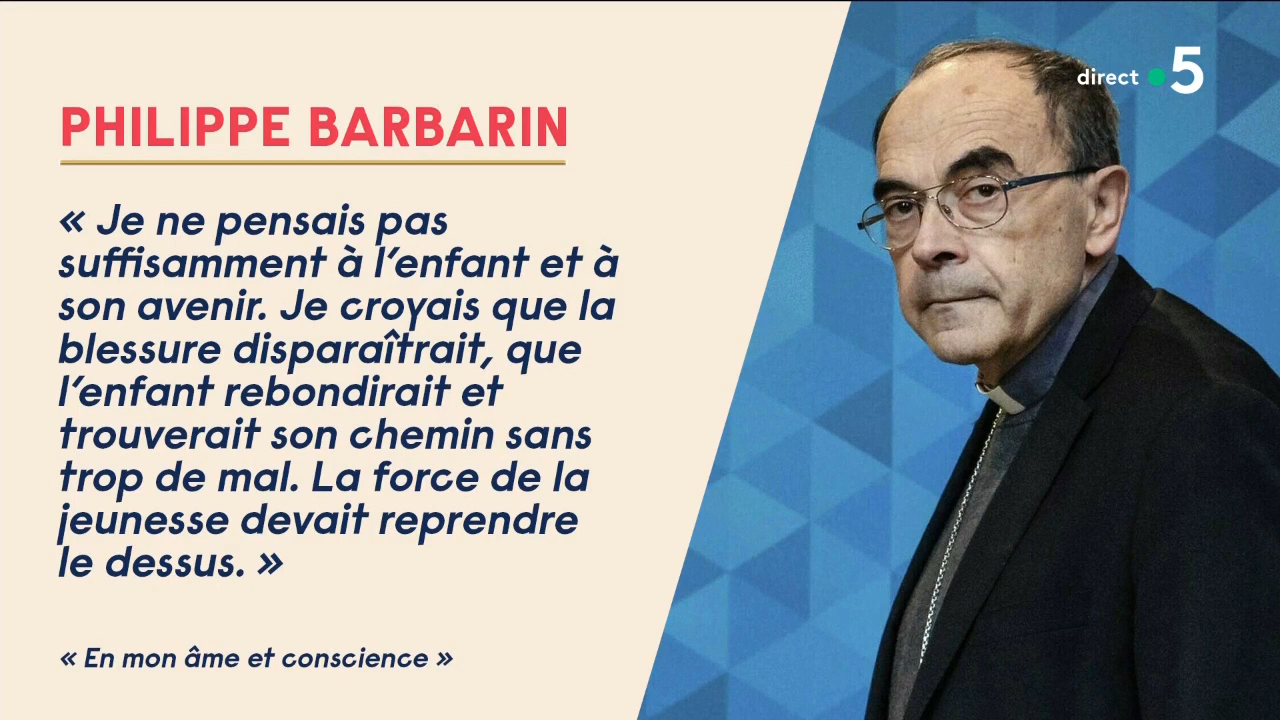 direct 5
PHILIPPE BARBARIN
« Je ne pensais pas
suffisamment à l’enfant et à
son avenir. Je croyais que la
blessure disparaîtrait, que
l’enfant rebondirait et
trouverait son chemin sans
trop de mal. La force de la
jeunesse devait reprendre
le dessus. »
« En mon âme et conscience »